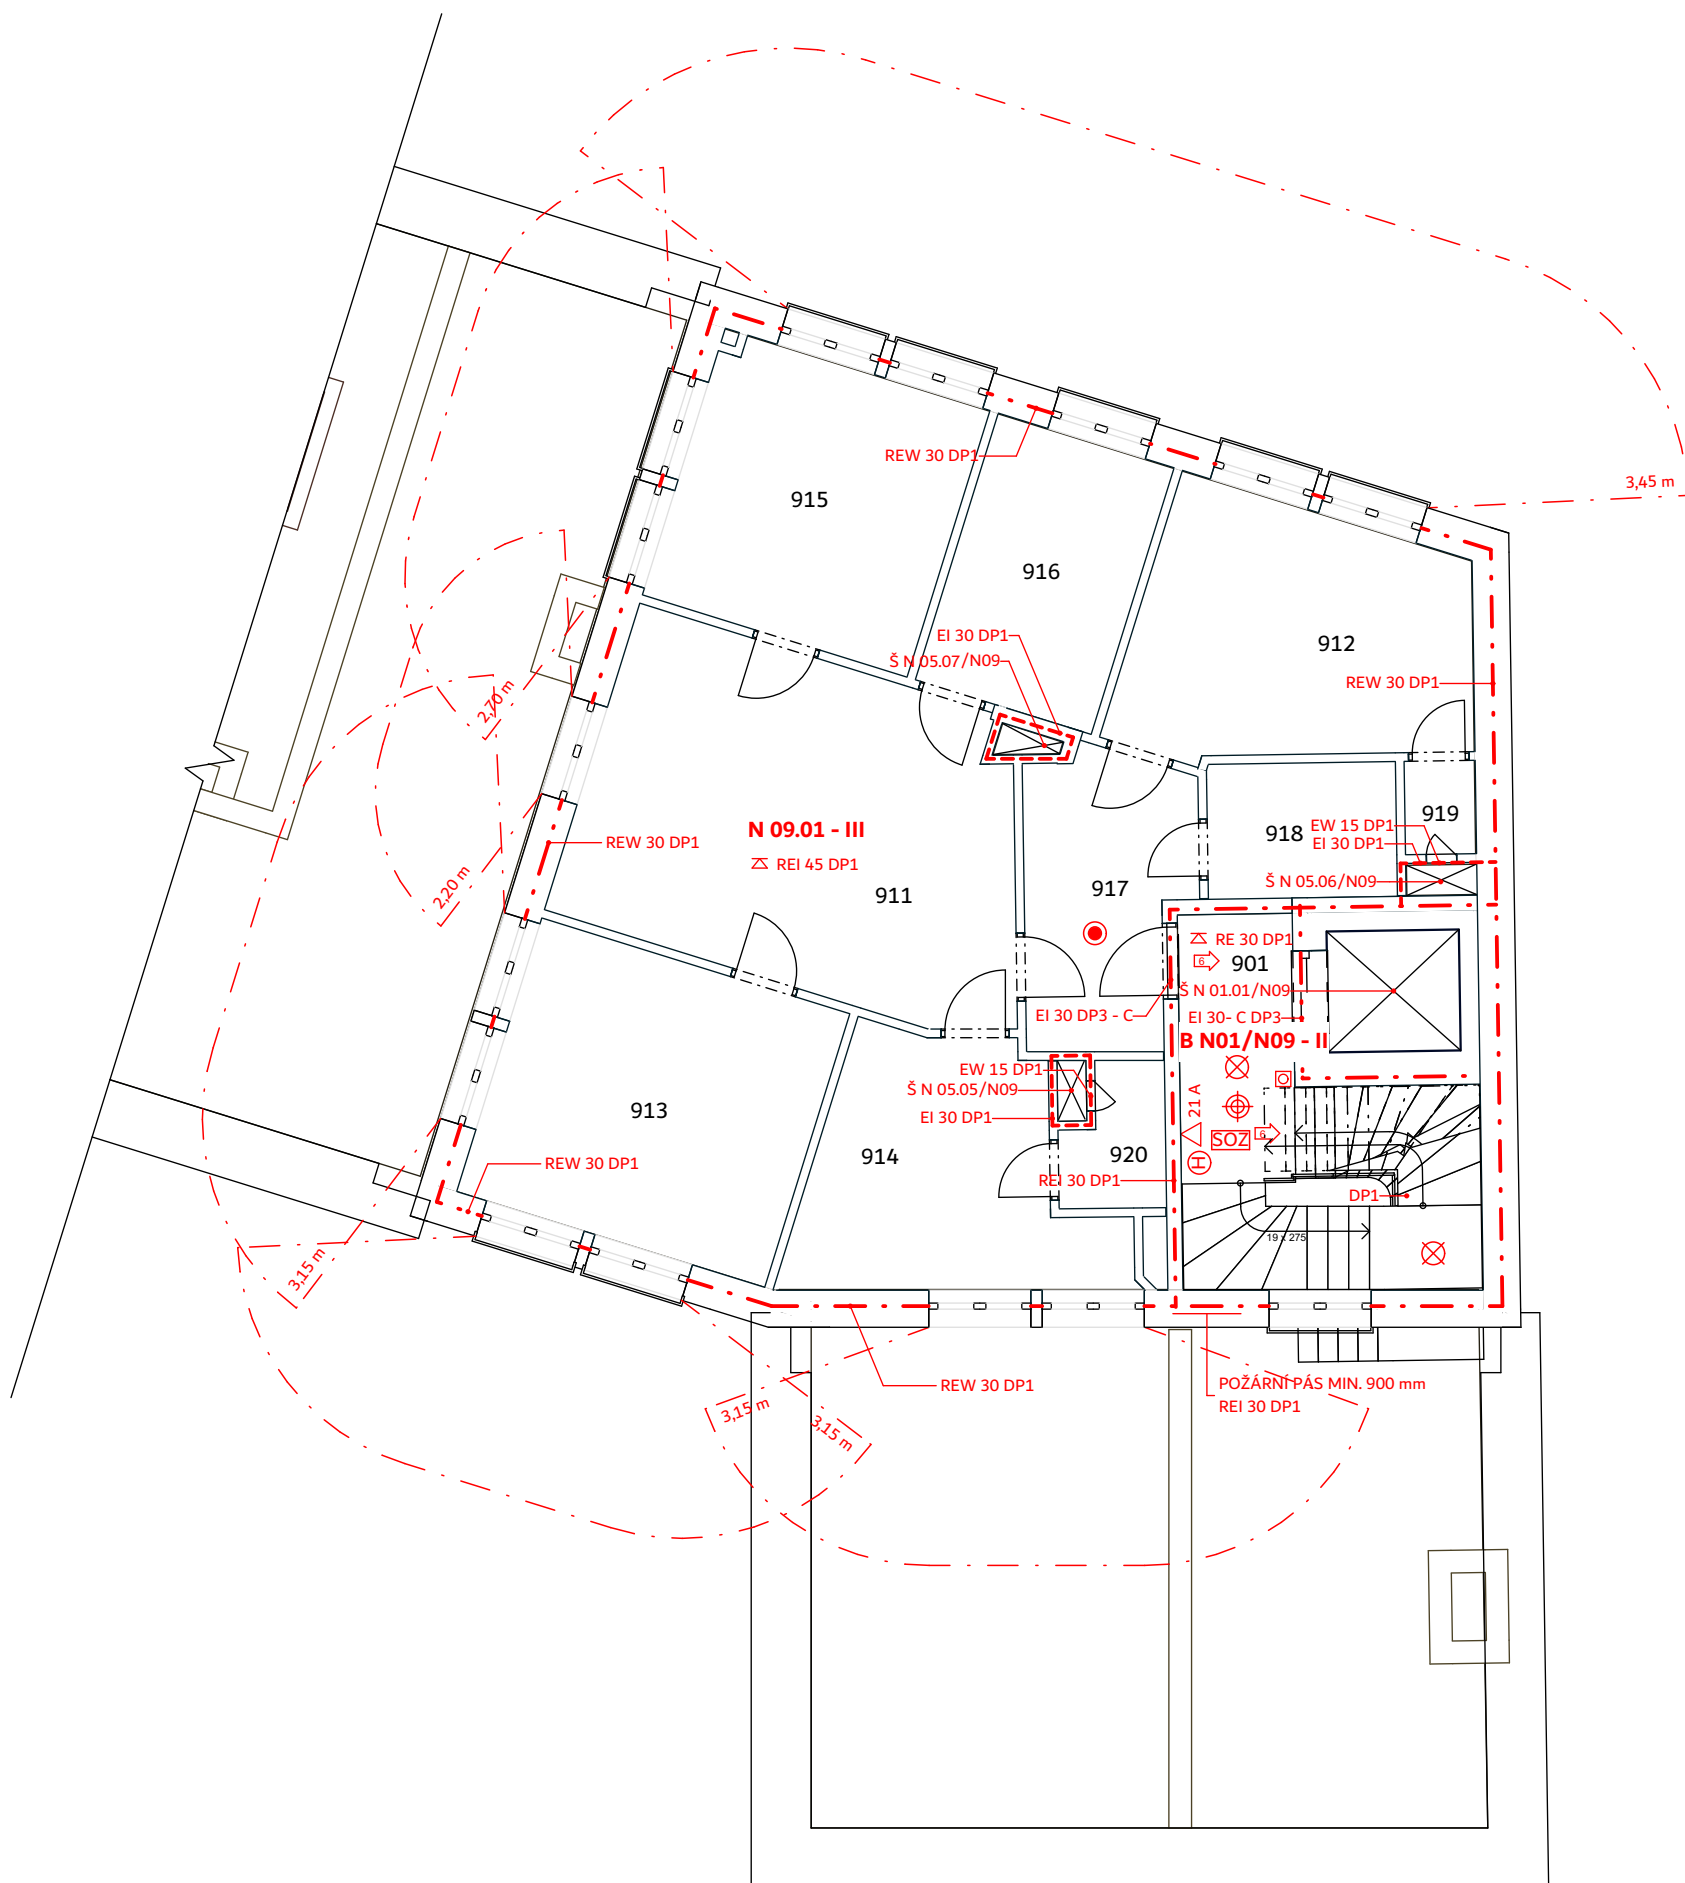 3,45 m
REW 30 DP1
915
916
EI 30 DP1
Š N 05.07/N09
912
REW 30 DP1
2,70 m
N 09.01 - III
REI 45 DP1
REW 30 DP1
911
917
918
919
EW 15 DP1
EI 30 DP1
Š N 05.06/N09
2,20 m
RE 30 DP1
6
901
Š N 01.01/N09
EI 30 DP3 - C
EI 30- C DP3
B N01/N09 - II
EW 15 DP1
Š N 05.05/N09
EI 30 DP1
913
914
920
21 A
SOZ
6
H
REI 30 DP1
DP1
REW 30 DP1
19 x 275
3,15 m
REW 30 DP1
3,15 m
3,15 m
POŽÁRNÍ PÁS MIN. 900 mm
REI 30 DP1